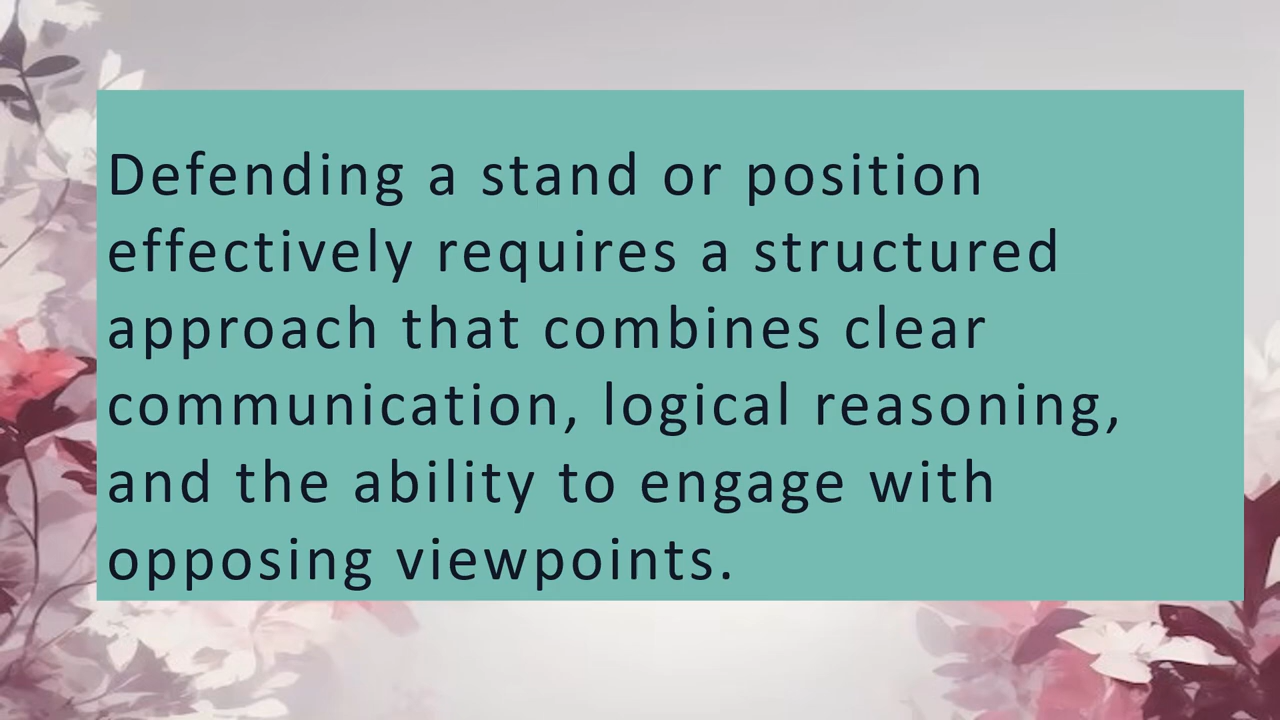 Defending a stand or position
effectively requires a structured
approach that combines clear
communication, logical reasoning,
and the ability to engage with
opposing viewpoints.